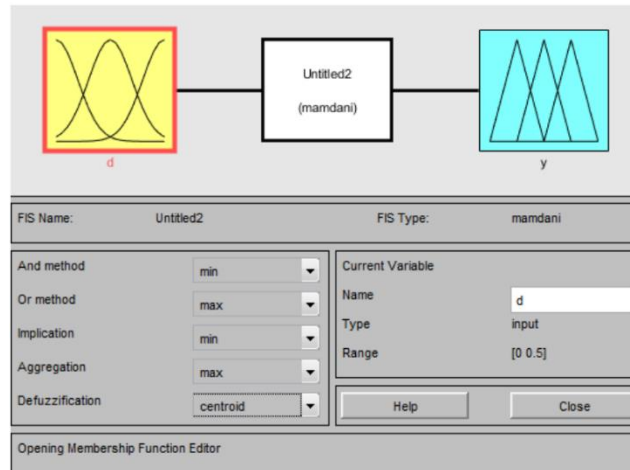 Untitled2
(mamdani)
d
y
FIS Name: Untitled2 FIS Type: mamdani
And method min
Or method max
Implication min
Aggregation max
Defuzzification centroid
Current Variable
Name d
Type input
Range [0 0.5]
Help Close
Opening Membership Function Editor